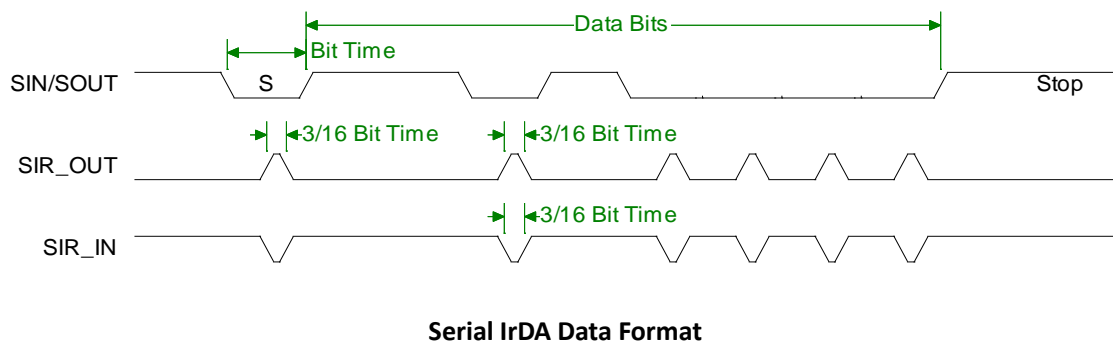 Data Bits
Bit Time
SIN/SOUT
S
Stop
3/16 Bit Time
3/16 Bit Time
SIR_OUT
3/16 Bit Time
SIR_IN
Serial IrDA Data Format